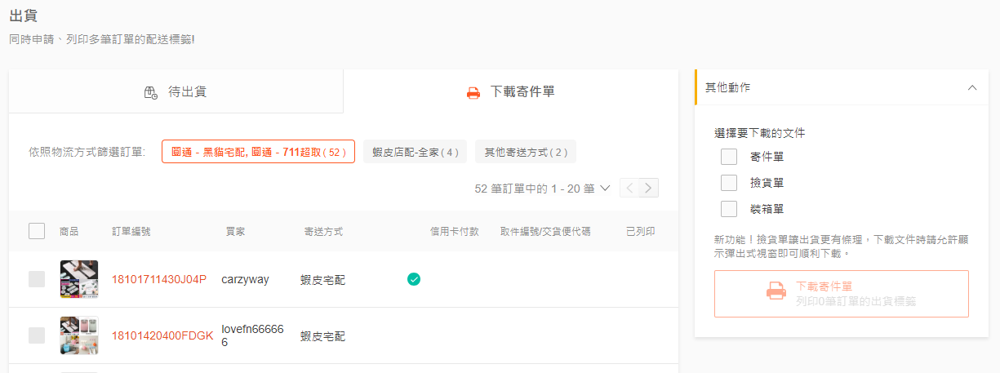 出貨
同時申請、列印多筆訂單的配送標籤!
待出貨
下載寄件單
依照物流方式篩選訂單:
圓通 - 黑貓宅配, 圓通 - 711超取 ( 52 )
蝦皮店配-全家 ( 4 )
其他寄送方式 ( 2 )
52 筆訂單中的 1 - 20 筆
商品 訂單編號 買家 寄送方式 信用卡付款 取件編號/交貨便代碼 已列印
18101711430J04P carzyway 蝦皮宅配
18101420400FDGK lovefn66666 蝦皮宅配
6
其他動作
選擇要下載的文件
寄件單
撿貨單
裝箱單
新功能！撿貨單讓出貨更有條理，下載文件時請允許顯
示彈出式視窗即可順利下載。
下載寄件單
列印0筆訂單的出貨標籤